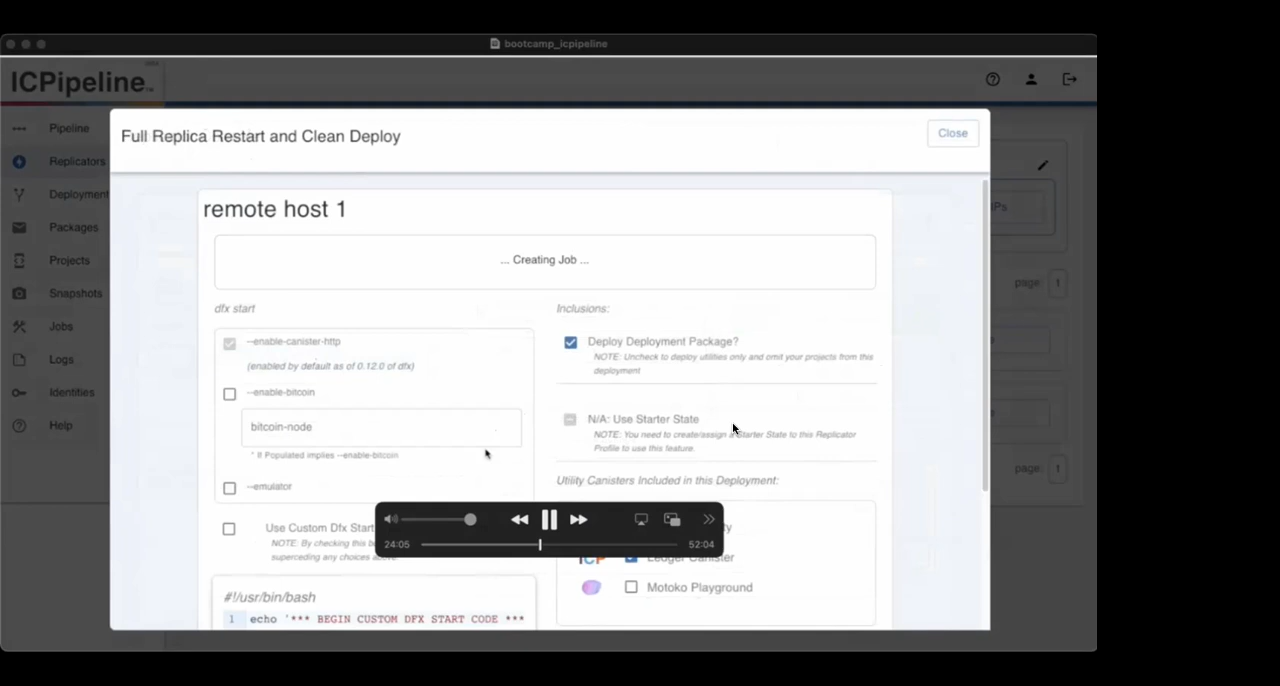 bootcamp_icpipeline
ICPipeline
Pipeline
Replicators
Deployment
Packages
Projects
Snapshots
Jobs
Logs
Identities
Help
Full Replica Restart and Clean Deploy
Close
remote host 1
... Creating Job ...
dfx start
--enable-canister-http
(enabled by default as of 0.12.0 of dfx)
--enable-bitcoin
bitcoin-node
* If Populated implies --enable-bitcoin
--emulator
Use Custom Dfx Start
NOTE: By checking this b
superceding any choices above.
#!/usr/bin/bash
1 echo '*** BEGIN CUSTOM DFX START CODE ***
Inclusions:
Deploy Deployment Package?
NOTE: Uncheck to deploy utilities only and omit your projects from this
deployment
N/A: Use Starter State
NOTE: You need to create/assign a Starter State to this Replicator
Profile to use this feature.
Utility Canisters Included in this Deployment:
ty
ICP Ledger Canister
Motoko Playground
24:05
52:04
IPs
page: 1
page: 1